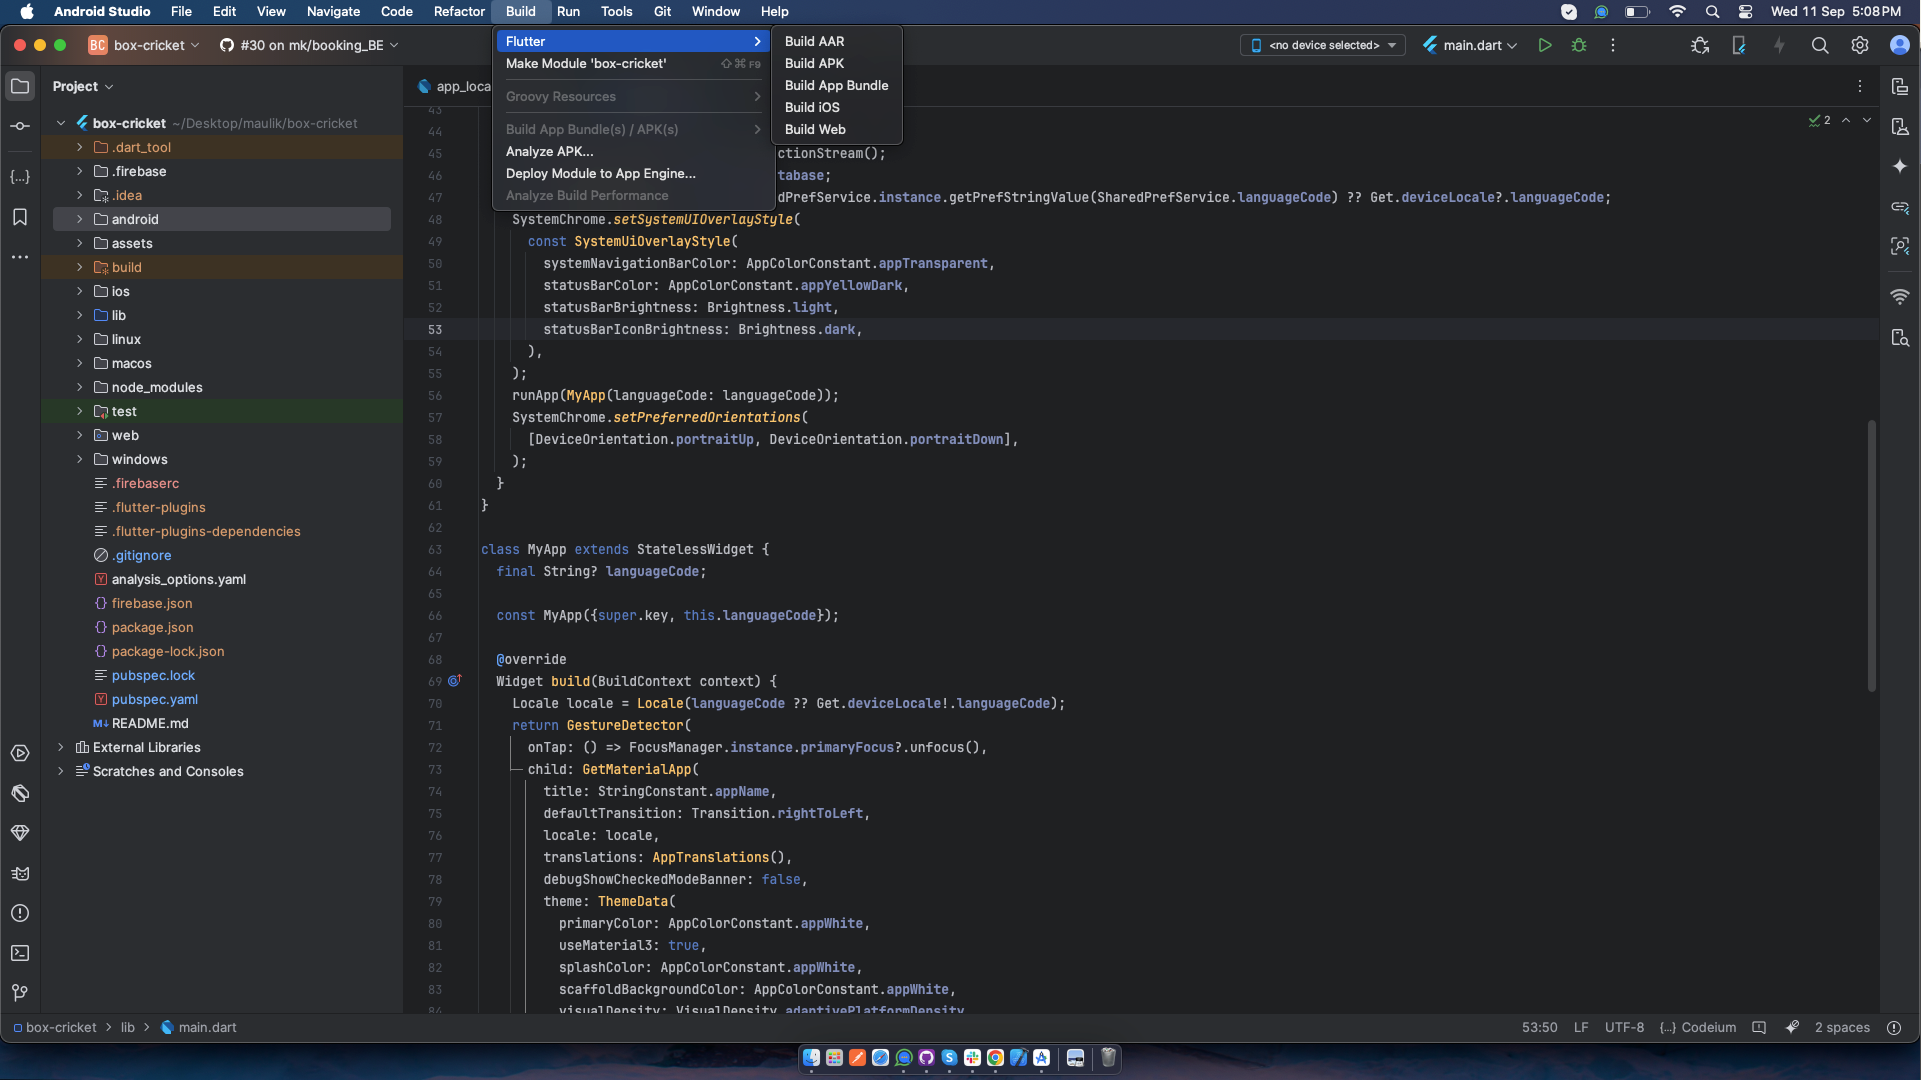 Android Studio File Edit View Navigate Code Refactor Build Run Tools Git Window Help Wed 11 Sep 5:08 PM
BC box-cricket #30 on mk/booking_BE <no device selected> main.dart
Flutter
Make Module 'box-cricket' ⇧⌘F9
Groovy Resources
Build App Bundle(s) / APK(s)
Analyze APK...
Deploy Module to App Engine...
Analyze Build Performance
Build AAR
Build APK
Build App Bundle
Build iOS
Build Web
Project
box-cricket ~/Desktop/maulik/box-cricket
.dart_tool
.firebase
.idea
android
assets
build
ios
lib
linux
macos
node_modules
test
web
windows
.firebaserc
.flutter-plugins
.flutter-plugins-dependencies
.gitignore
analysis_options.yaml
firebase.json
package.json
package-lock.json
pubspec.lock
pubspec.yaml
M↓ README.md
External Libraries
Scratches and Consoles
app_loca
2
43
44
45 ctionStream();
46 tabase;
47 dPrefService.instance.getPrefStringValue(SharedPrefService.languageCode) ?? Get.deviceLocale?.languageCode;
48 SystemChrome.setSystemUIOverlayStyle(
49 const SystemUiOverlayStyle(
50 systemNavigationBarColor: AppColorConstant.appTransparent,
51 statusBarColor: AppColorConstant.appYellowDark,
52 statusBarBrightness: Brightness.light,
53 statusBarIconBrightness: Brightness.dark,
54 ),
55 );
56 runApp(MyApp(languageCode: languageCode));
57 SystemChrome.setPreferredOrientations(
58 [DeviceOrientation.portraitUp, DeviceOrientation.portraitDown],
59 );
60 }
61 }
62
63 class MyApp extends StatelessWidget {
64 final String? languageCode;
65
66 const MyApp({super.key, this.languageCode});
67
68 @override
69 Widget build(BuildContext context) {
70 Locale locale = Locale(languageCode ?? Get.deviceLocale!.languageCode);
71 return GestureDetector(
72 onTap: () => FocusManager.instance.primaryFocus?.unfocus(),
73 child: GetMaterialApp(
74 title: StringConstant.appName,
75 defaultTransition: Transition.rightToLeft,
76 locale: locale,
77 translations: AppTranslations(),
78 debugShowCheckedModeBanner: false,
79 theme: ThemeData(
80 primaryColor: AppColorConstant.appWhite,
81 useMaterial3: true,
82 splashColor: AppColorConstant.appWhite,
83 scaffoldBackgroundColor: AppColorConstant.appWhite,
84 visualDensity: VisualDensity.adaptivePlatformDensity
box-cricket > lib > main.dart 53:50 LF UTF-8 {...} Codeium 2 spaces